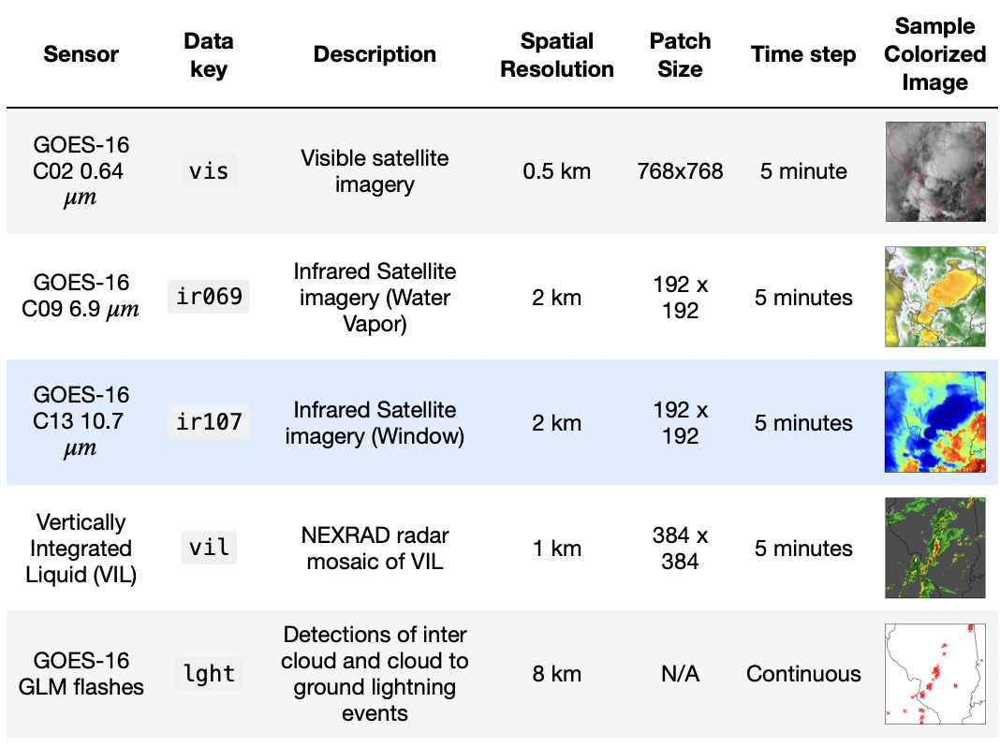 Sensor
Data
key
Description
Spatial
Resolution
Patch
Size
Time step
Sample
Colorized
Image
GOES-16
C02 0.64
μm
vis
Visible satellite
imagery
0.5 km
768x768
5 minute
GOES-16
C09 6.9 μm
ir069
Infrared Satellite
imagery (Water
Vapor)
2 km
192 x
192
5 minutes
GOES-16
C13 10.7
μm
ir107
Infrared Satellite
imagery (Window)
2 km
192 x
192
5 minutes
Vertically
Integrated
Liquid (VIL)
vil
NEXRAD radar
mosaic of VIL
1 km
384 x
384
5 minutes
GOES-16
GLM flashes
lght
Detections of inter
cloud and cloud to
ground lightning
events
8 km
N/A
Continuous